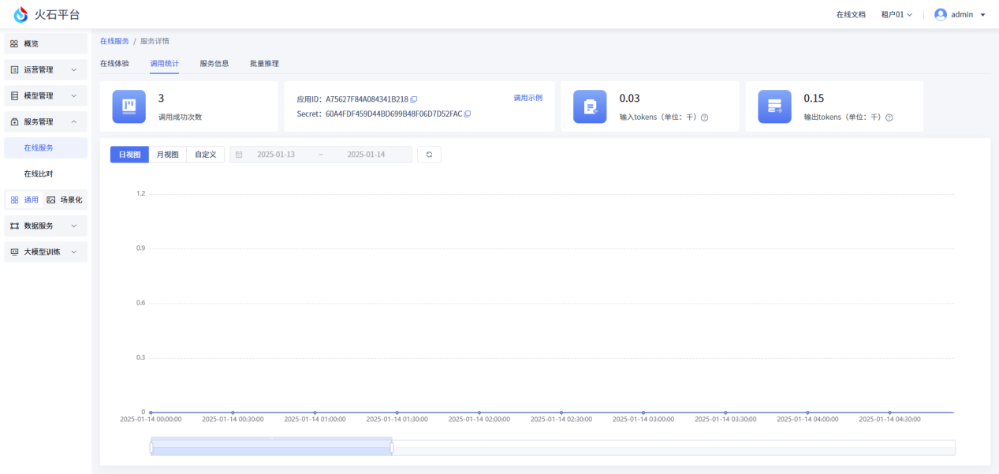 火石平台
在线文档 租户01 admin
概览
运营管理
模型管理
服务管理
在线服务
在线比对
通用 场景化
数据服务
大模型训练
在线服务 / 服务详情
在线体验 调用统计 服务信息 批量推理
3
调用成功次数
应用ID: A75627F84A084341B218
调用示例
Secret: 60A4FDF459D44BD699B48F06D7D52FAC
0.03
输入tokens（单位：千）
0.15
输出tokens（单位：千）
日视图 月视图 自定义 2025-01-13 ~ 2025-01-14
1.2
0.9
0.6
0.3
0
2025-01-14 00:00:00 2025-01-14 00:30:00 2025-01-14 01:00:00 2025-01-14 01:30:00 2025-01-14 02:00:00 2025-01-14 02:30:00 2025-01-14 03:00:00 2025-01-14 03:30:00 2025-01-14 04:00:00 2025-01-14 04:30:00